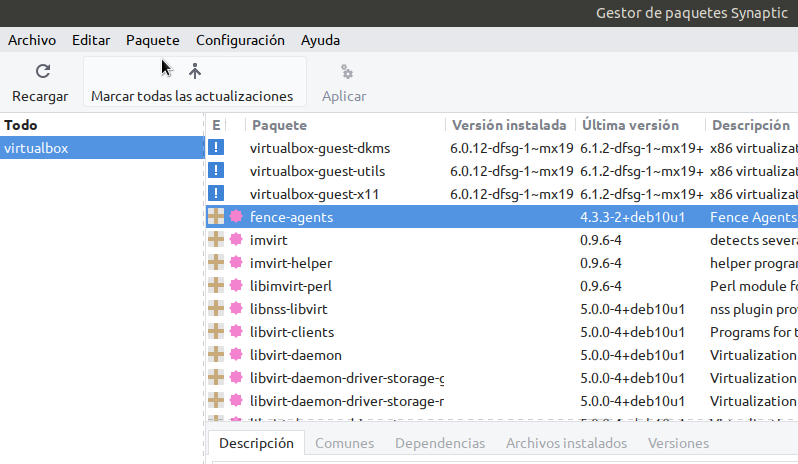 Gestor de paquetes Synaptic
Archivo Editar Paquete Configuración Ayuda
Recargar Marcar todas las actualizaciones Aplicar
Todo
virtualbox
E Paquete Versión instalada Última versión Descripción
! virtualbox-guest-dkms 6.0.12-dfsg-1~mx19 6.1.2-dfsg-1~mx19+ x86 virtualizat
! virtualbox-guest-utils 6.0.12-dfsg-1~mx19 6.1.2-dfsg-1~mx19+ x86 virtualizat
! virtualbox-guest-x11 6.0.12-dfsg-1~mx19 6.1.2-dfsg-1~mx19+ x86 virtualizat
fence-agents 4.3.3-2+deb10u1 Fence Agents
imvirt 0.9.6-4 detects severa
imvirt-helper 0.9.6-4 helper progran
libimvirt-perl 0.9.6-4 Perl module fo
libnss-libvirt 5.0.0-4+deb10u1 nss plugin prov
libvirt-clients 5.0.0-4+deb10u1 Programs for t
libvirt-daemon 5.0.0-4+deb10u1 Virtualization
libvirt-daemon-driver-storage-g 5.0.0-4+deb10u1 Virtualization
libvirt-daemon-driver-storage-r 5.0.0-4+deb10u1 Virtualization
Descripción Comunes Dependencias Archivos instalados Versiones